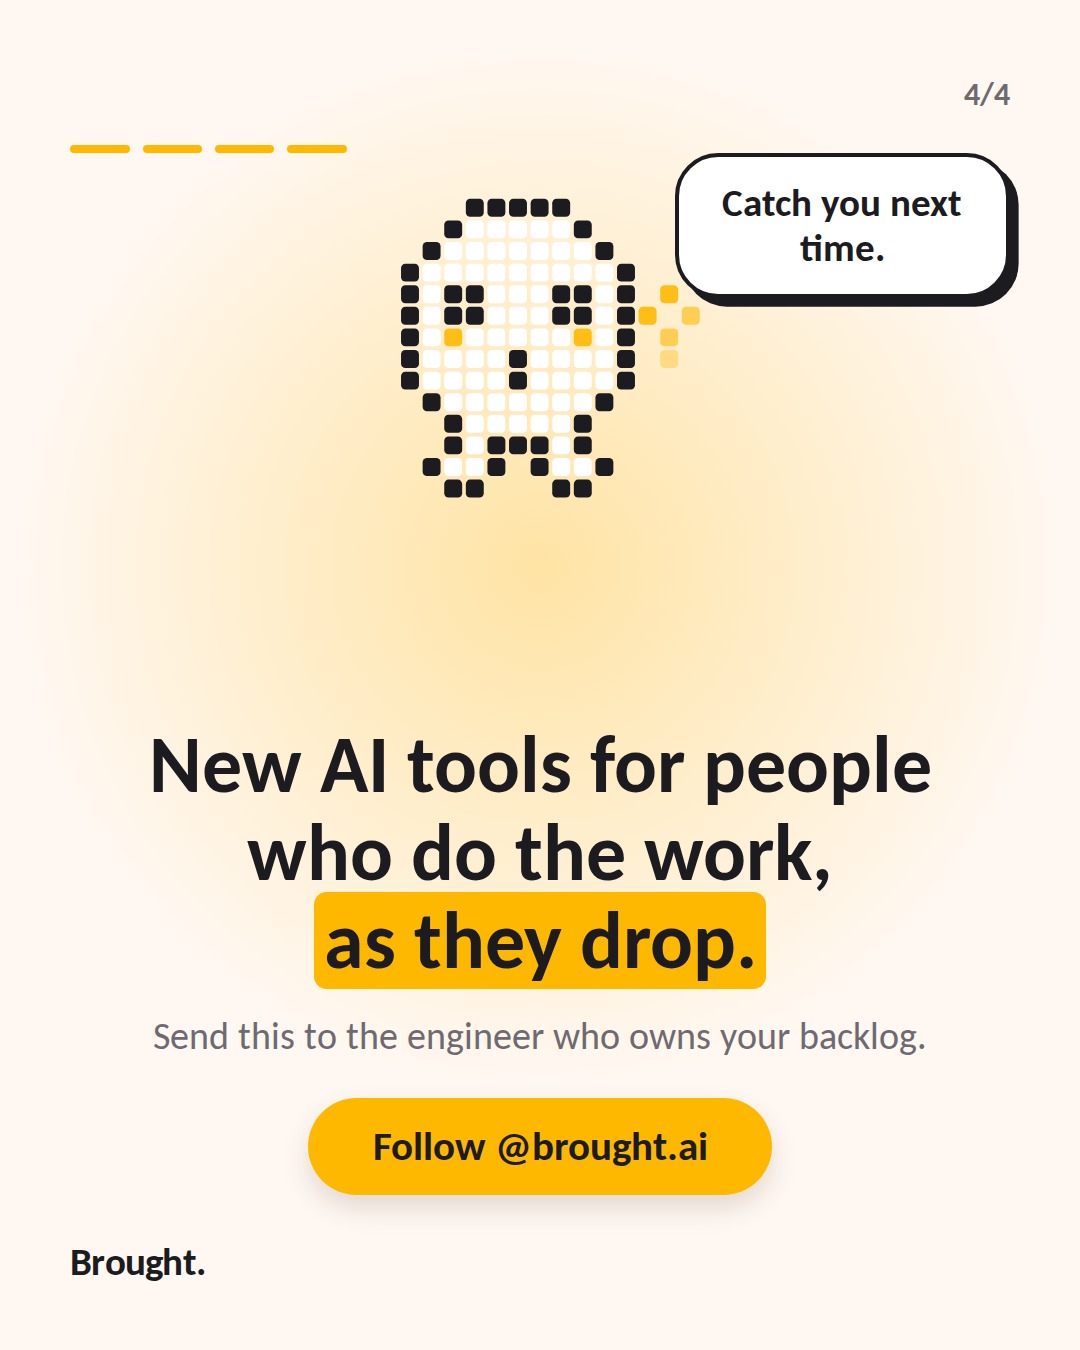 4/4
Catch you next
time.
New AI tools for people
who do the work,
as they drop.
Send this to the engineer who owns your backlog.
Follow @brought.ai
Brought.